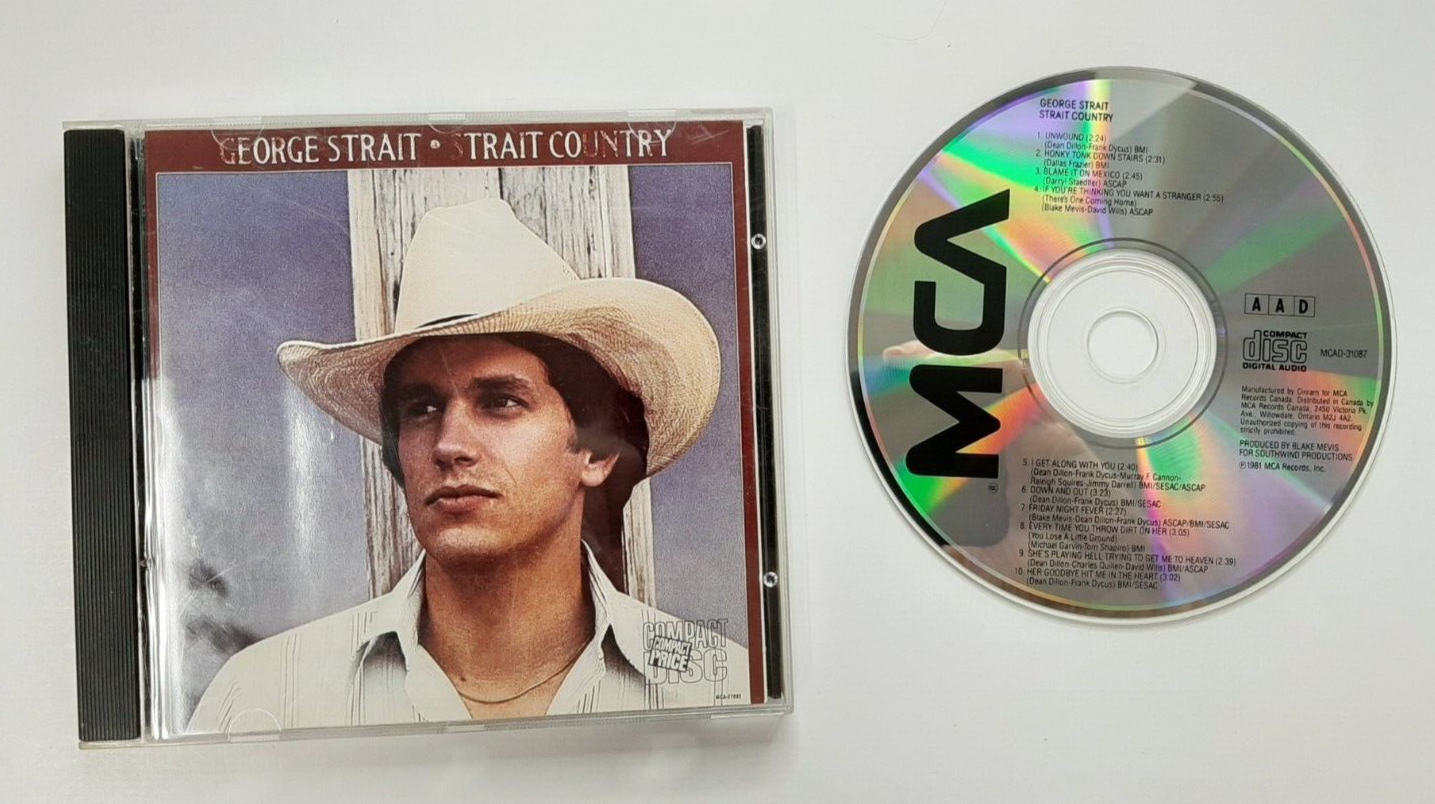 GEORGE STRAIT • STRAIT COUNTRY
COMPACT
COMPACT
PRICE
DISC
GEORGE STRAIT
STRAIT COUNTRY
1. UNWOUND (2:24)
(Dean Dillon-Frank Dycus) BMI
2. HONKY TONK DOWN STAIRS (2:31)
(Dallas Frazier) BMI
3. BLAME IT ON MEXICO (2:45)
(Darryl Staedtler) ASCAP
4. IF YOU'RE THINKING YOU WANT A STRANGER (2:55)
(There's One Coming Home)
(Blake Mevis-David Wills) ASCAP
MCA
A A D
COMPACT
disc
DIGITAL AUDIO
MCAD-31087
Manufactured by Cinram for MCA
Records Canada. Distributed in Canada by
MCA Records Canada, 2450 Victoria Pk.
Ave., Willowdale, Ontario M2J 4A2.
Unauthorized copying of this recording
strictly prohibited.
PRODUCED BY BLAKE MEVIS
FOR SOUTHWIND PRODUCTIONS
℗1981 MCA Records, Inc.
5. I GET ALONG WITH YOU (2:40)
(Dean Dillon-Frank Dycus-Murray F. Cannon-
Raleigh Squires-Jimmy Darrell) BMI/SESAC/ASCAP
6. DOWN AND OUT (3:23)
(Dean Dillon-Frank Dycus) BMI/SESAC
7. FRIDAY NIGHT FEVER (2:27)
(Blake Mevis-Dean Dillon-Frank Dycus) ASCAP/BMI/SESAC
8. EVERY TIME YOU THROW DIRT ON HER (3:05)
(You Lose A Little Ground)
(Michael Garvin-Tom Shapiro) BMI
9. SHE'S PLAYING HELL TRYING TO GET ME TO HEAVEN (2:39)
(Dean Dillen-Charles Quillen-David Wills) BMI/ASCAP
10. HER GOODBYE HIT ME IN THE HEART (3:02)
(Dean Dillon-Frank Dycus) BMI/SESAC